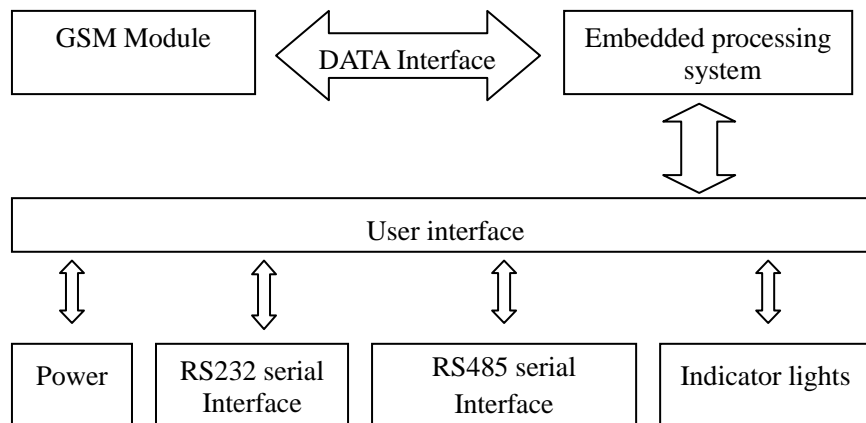 GSM Module
DATA Interface
Embedded processing
system
User interface
Power
RS232 serial
Interface
RS485 serial
Interface
Indicator lights